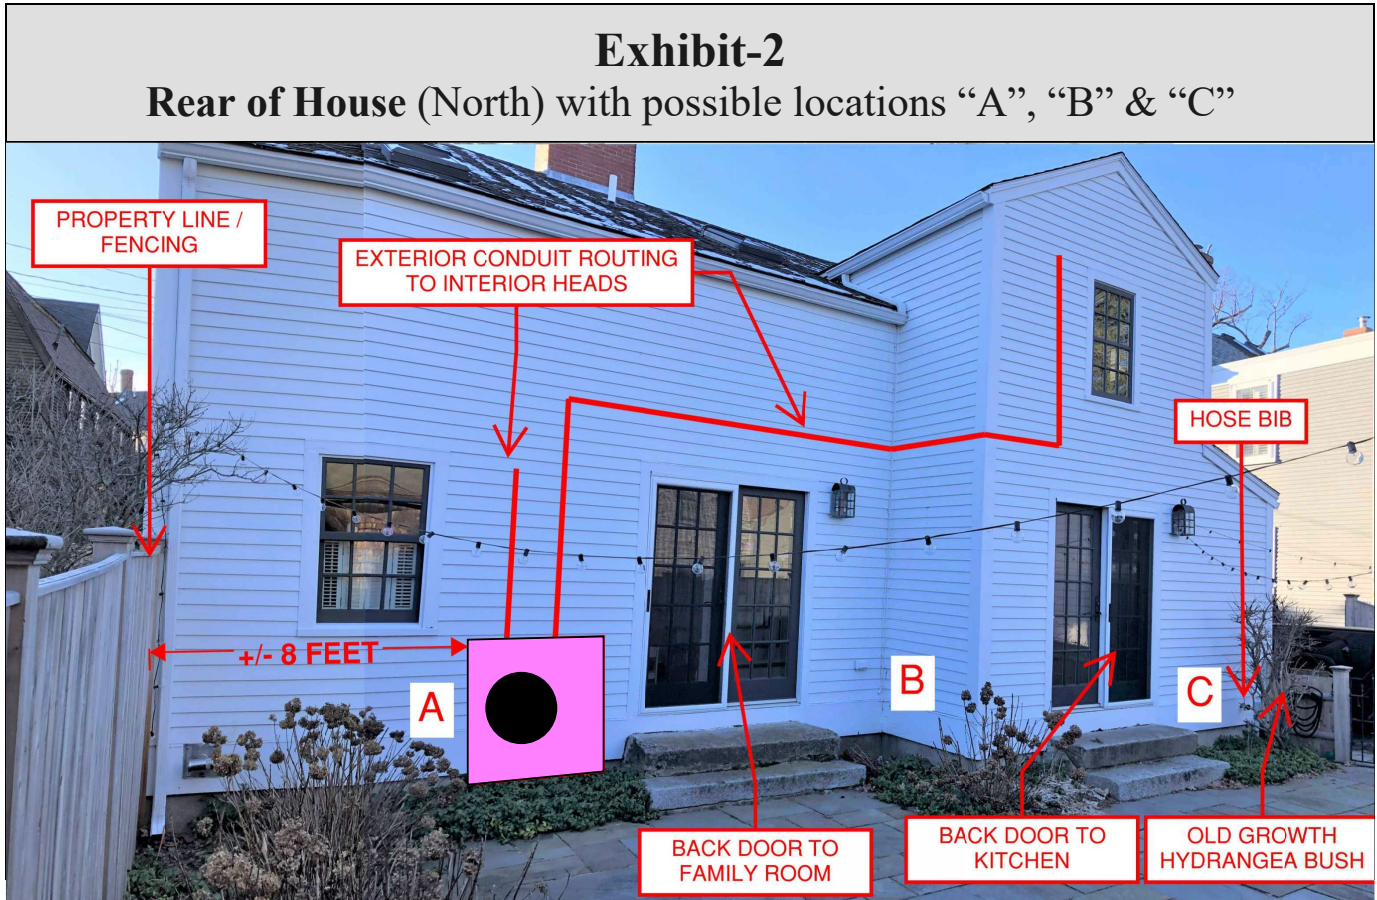 Exhibit-2
Rear of House (North) with possible locations “A”, “B” & “C”
PROPERTY LINE /
FENCING
EXTERIOR CONDUIT ROUTING
TO INTERIOR HEADS
HOSE BIB
+/- 8 FEET
A
B
C
BACK DOOR TO
FAMILY ROOM
BACK DOOR TO
KITCHEN
OLD GROWTH
HYDRANGEA BUSH